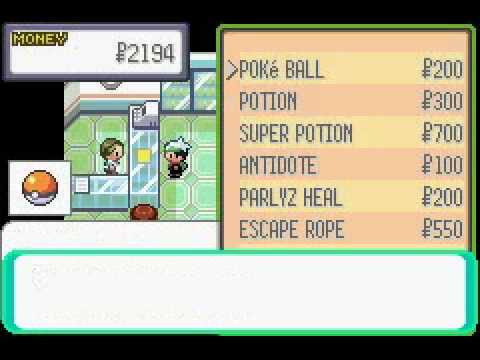 MONEY
₽2194
POKé BALL ₽200
POTION ₽300
SUPER POTION ₽700
ANTIDOTE ₽100
PARLYZ HEAL ₽200
ESCAPE ROPE ₽550